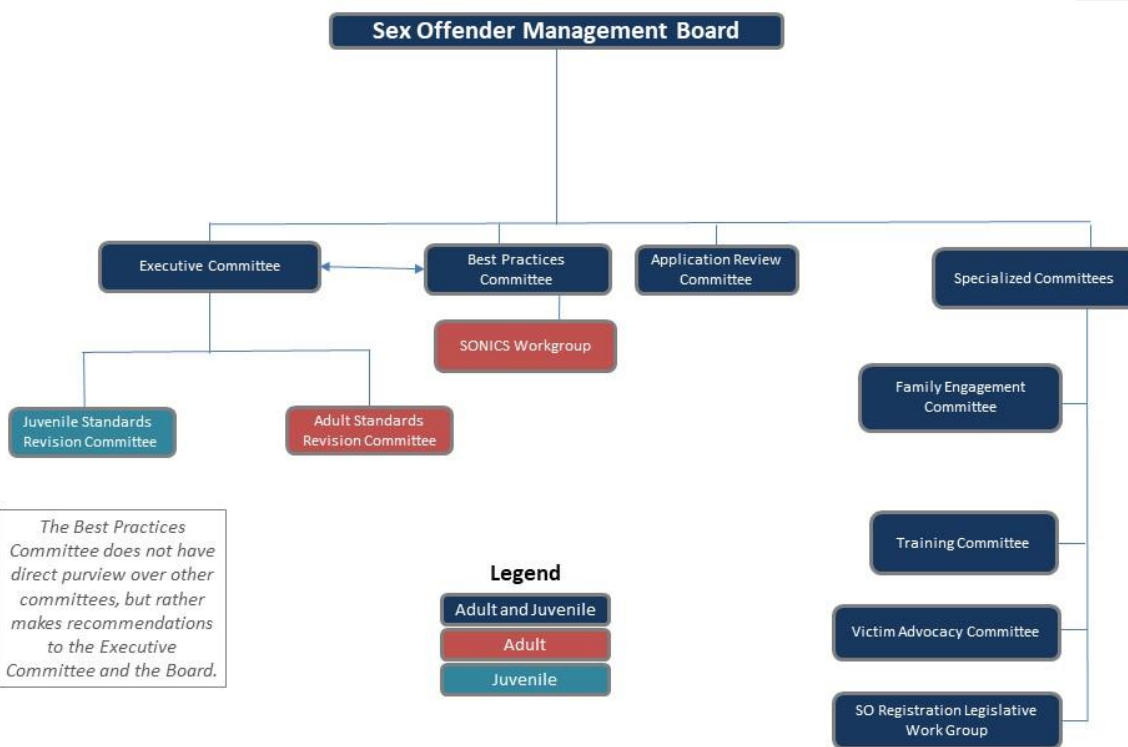 Sex Offender Management Board
Executive Committee
Best Practices
Committee
Application Review
Committee
Specialized Committees
SONICS Workgroup
Family Engagement
Committee
Juvenile Standards
Revision Committee
Adult Standards
Revision Committee
The Best Practices
Committee does not have
direct purview over other
committees, but rather
makes recommendations
to the Executive
Committee and the Board.
Legend
Adult and Juvenile
Adult
Juvenile
Training Committee
Victim Advocacy Committee
SO Registration Legislative
Work Group